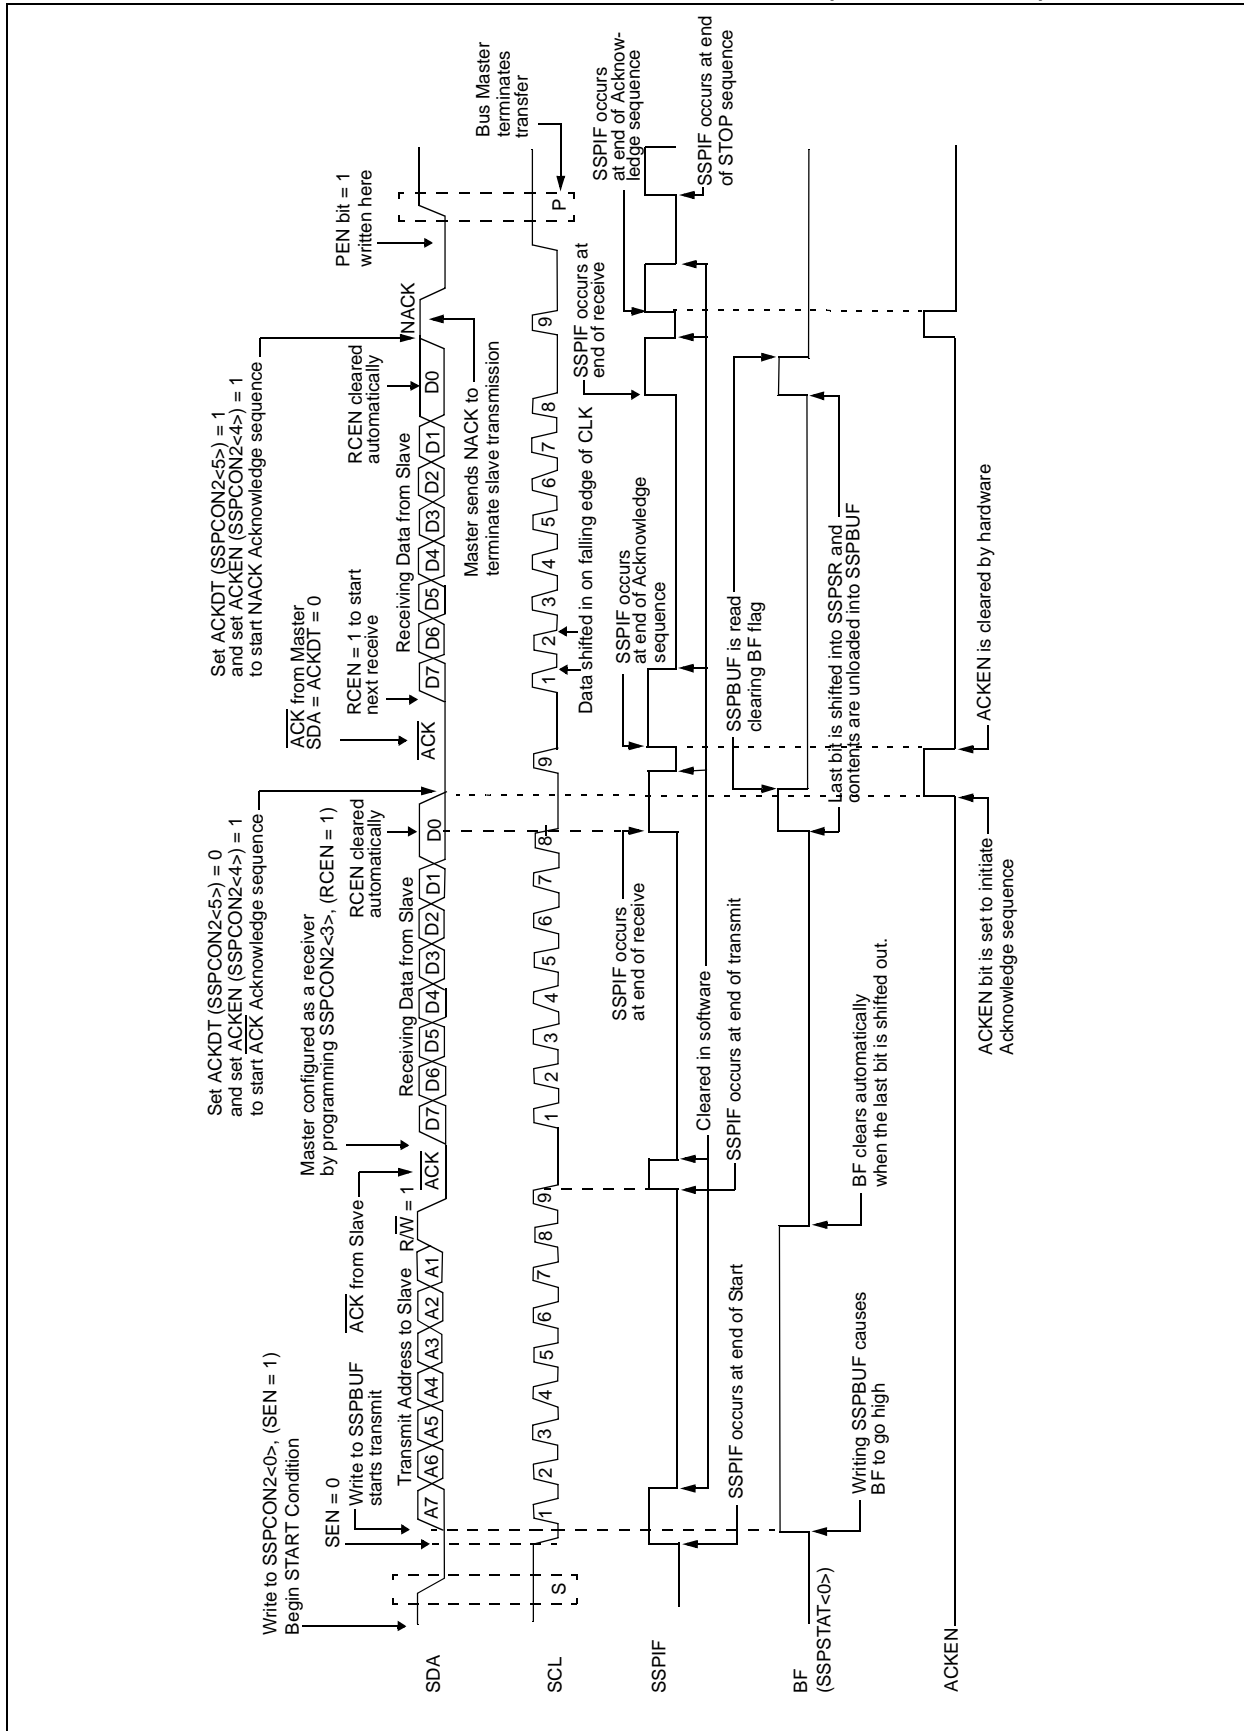 Write to SSPCON2<0>, (SEN = 1)
Begin START Condition
SEN = 0
Write to SSPBUF
starts transmit
ACK from Slave
Master configured as a receiver
by programming SSPCON2<3>, (RCEN = 1)
Set ACKDT (SSPCON2<5>) = 0
and set ACKEN (SSPCON2<4>) = 1
to start ACK Acknowledge sequence
RCEN cleared
automatically
ACK from Master
SDA = ACKDT = 0
RCEN = 1 to start
next receive
Set ACKDT (SSPCON2<5>) = 1
and set ACKEN (SSPCON2<4>) = 1
to start NACK Acknowledge sequence
RCEN cleared
automatically
PEN bit = 1
written here
Transmit Address to Slave R/W = 1
Receiving Data from Slave
Receiving Data from Slave
SDA
A7 A6 A5 A4 A3 A2 A1
ACK
D7 D6 D5 D4 D3 D2 D1 D0
ACK
D7 D6 D5 D4 D3 D2 D1 D0
NACK
Master sends NACK to
terminate slave transmission
Bus Master
terminates
transfer
SCL
S
1 2 3 4 5 6 7 8 9
1 2 3 4 5 6 7 8 9
1 2 3 4 5 6 7 8 9
P
Data shifted in on falling edge of CLK
SSPIF occurs
at end of receive
SSPIF occurs
at end of Acknowledge
sequence
SSPIF occurs at
end of receive
SSPIF occurs
at end of Acknow-
ledge sequence
SSPIF
SSPIF occurs at end of Start
Cleared in software
SSPIF occurs at end of transmit
SSPIF occurs at end
of STOP sequence
SSPBUF is read
clearing BF flag
BF
(SSPSTAT<0>)
Writing SSPBUF causes
BF to go high
BF clears automatically
when the last bit is shifted out.
Last bit is shifted into SSPSR and
contents are unloaded into SSPBUF
ACKEN
ACKEN bit is set to initiate
Acknowledge sequence
ACKEN is cleared by hardware